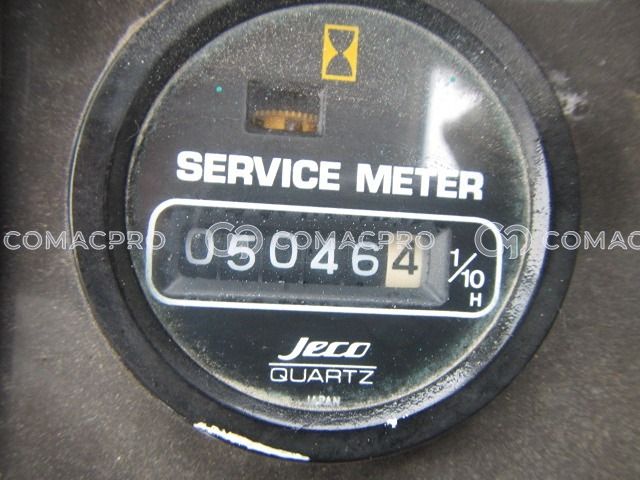 SERVICE METER
COMACPRO COMACPRO COMACPRO
050464 1/10 H
Jeco
QUARTZ
JAPAN